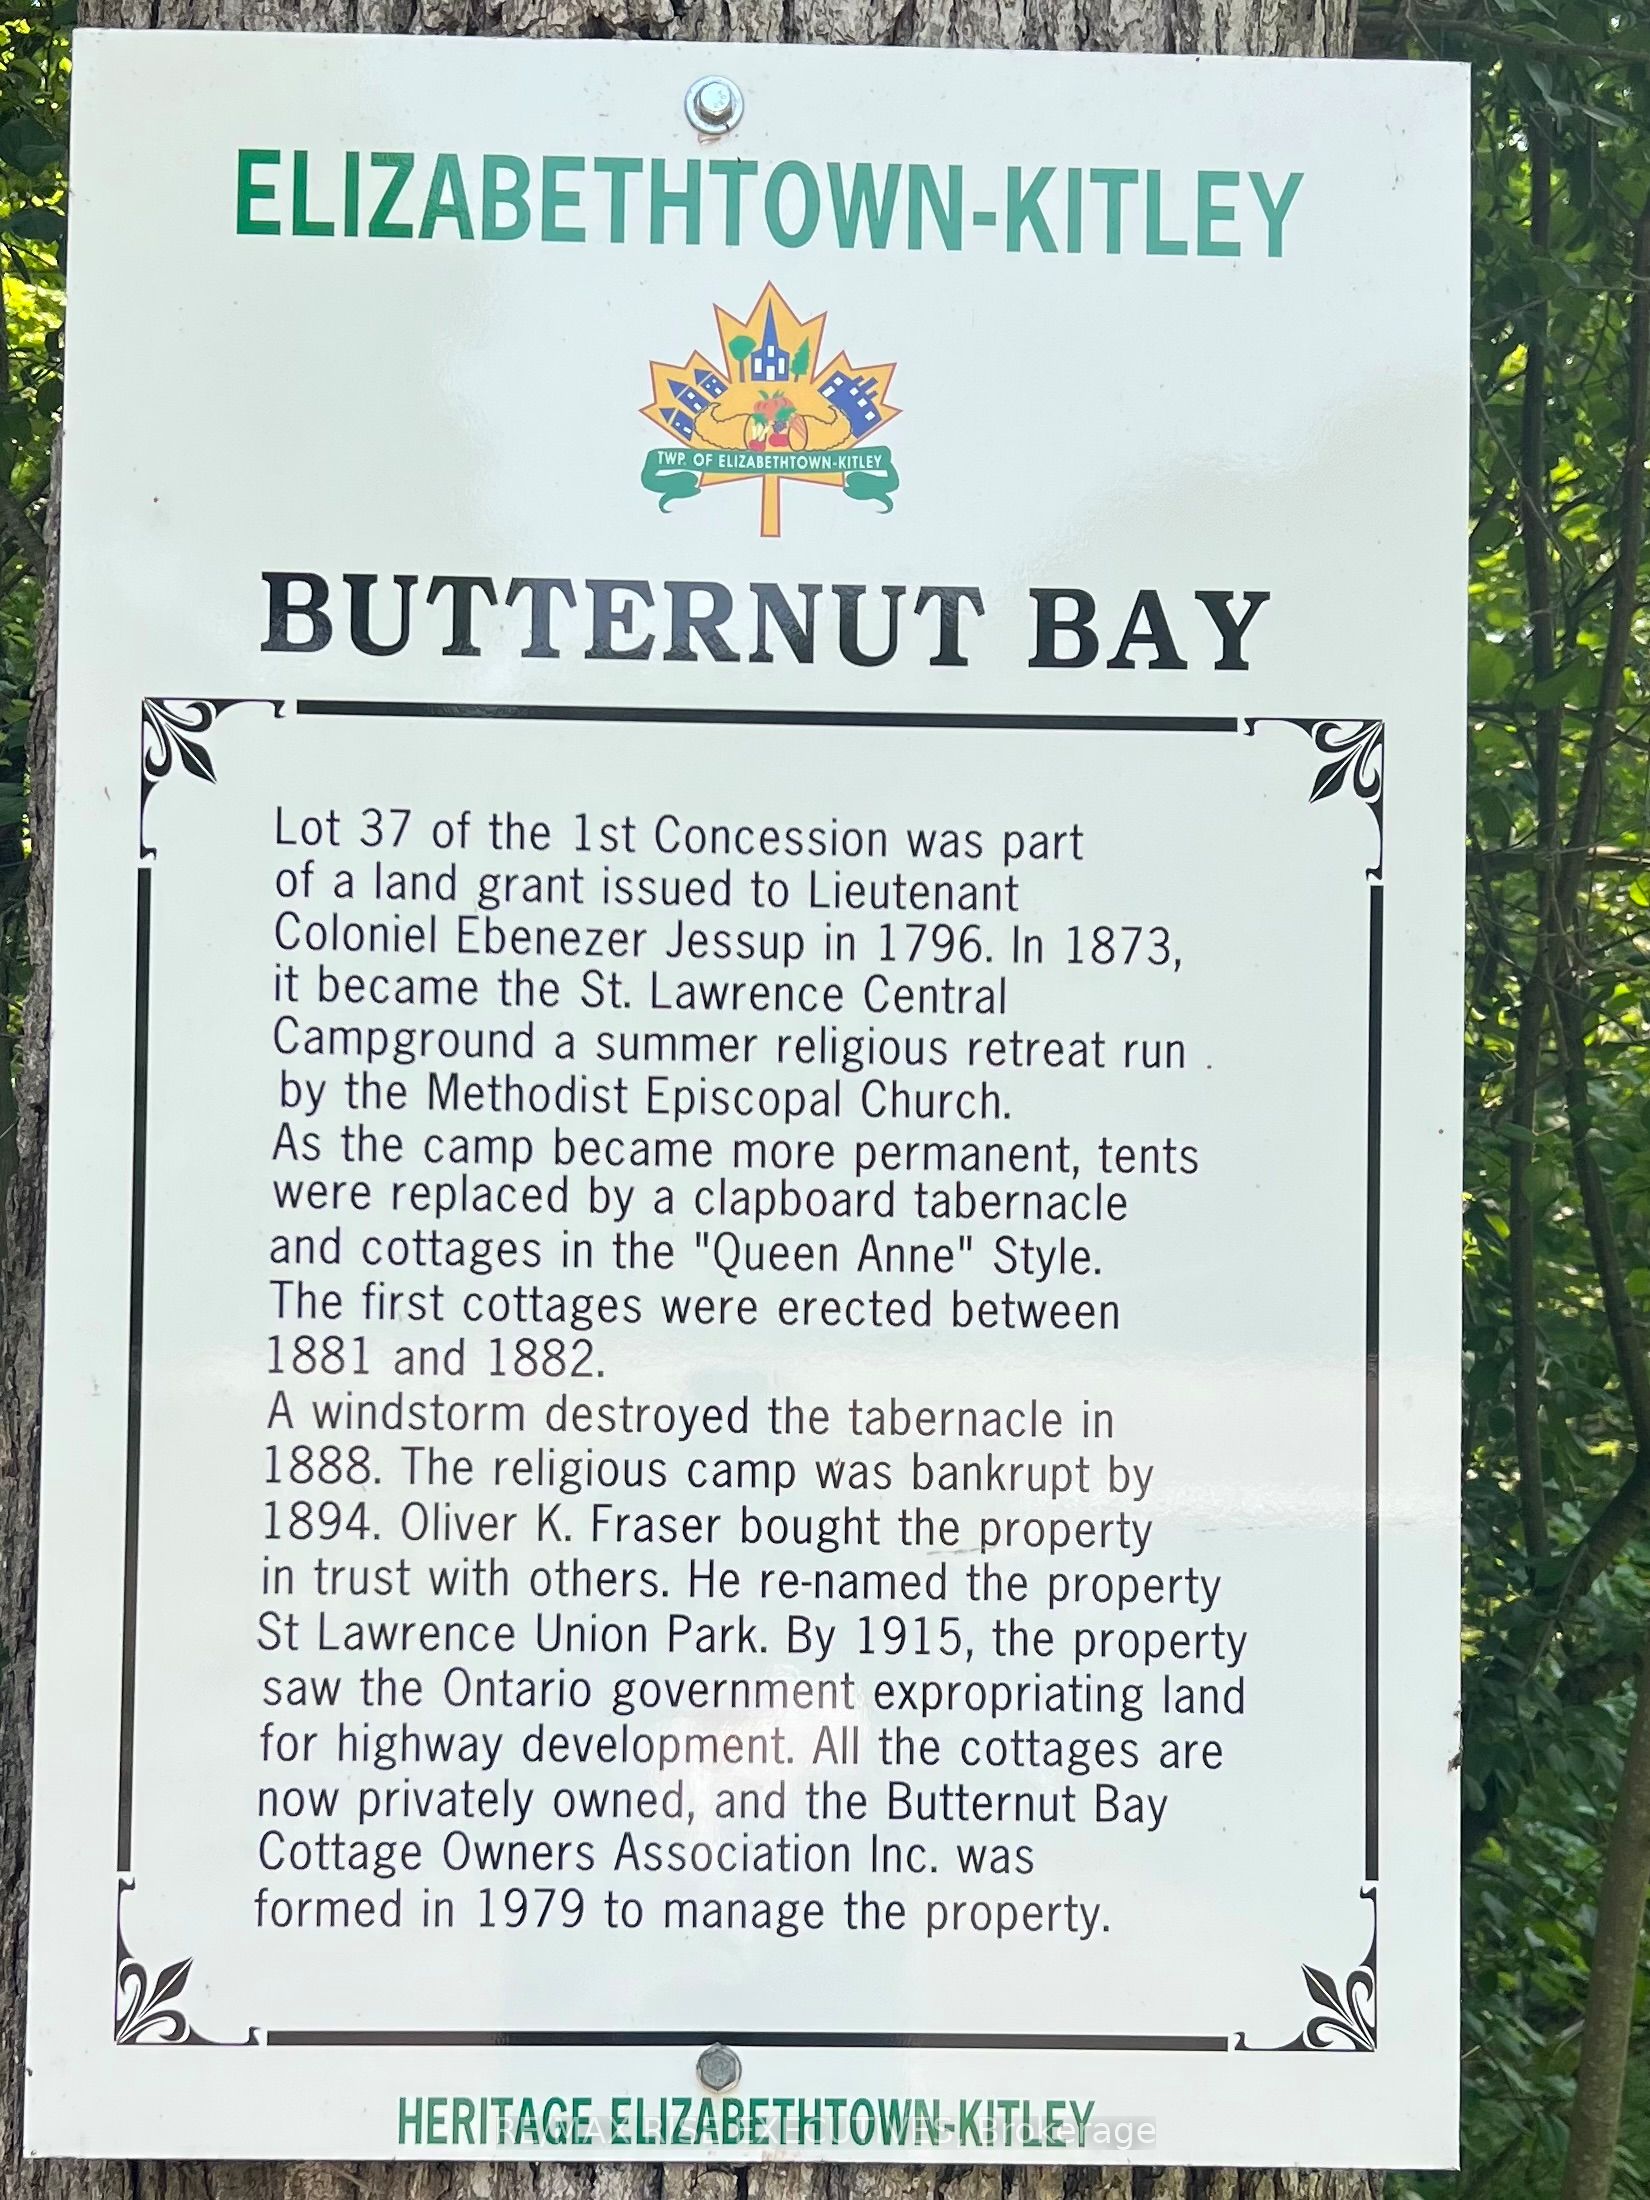 ELIZABETHTOWN-KITLEY
TWP. OF ELIZABETHTOWN-KITLEY
BUTTERNUT BAY
Lot 37 of the 1st Concession was part
of a land grant issued to Lieutenant
Coloniel Ebenezer Jessup in 1796. In 1873,
it became the St. Lawrence Central
Campground a summer religious retreat run .
by the Methodist Episcopal Church.
As the camp became more permanent, tents
were replaced by a clapboard tabernacle
and cottages in the "Queen Anne" Style.
The first cottages were erected between
1881 and 1882.
A windstorm destroyed the tabernacle in
1888. The religious camp was bankrupt by
1894. Oliver K. Fraser bought the property
in trust with others. He re-named the property
St Lawrence Union Park. By 1915, the property
saw the Ontario government expropriating land
for highway development. All the cottages are
now privately owned, and the Butternut Bay
Cottage Owners Association Inc. was
formed in 1979 to manage the property.
HERITAGE ELIZABETHTOWN-KITLEY
RE/MAX RISE EXECUTIVES, Brokerage